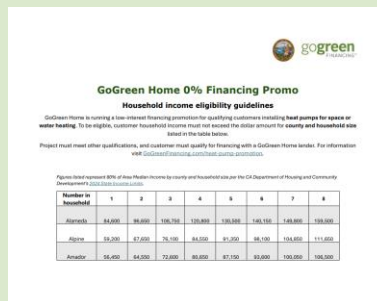 gogreen
FINANCING
GoGreen Home 0% Financing Promo
Household income eligibility guidelines
GoGreen Home is running a low-interest financing promotion for qualifying customers installing heat pumps for space or
water heating. To be eligible, customer household income must not exceed the dollar amount for county and household size
listed in the table below.
Project must meet other qualifications, and customer must qualify for financing with a GoGreen Home lender. For information
visit GoGreenFinancing.com/heat-pump-promotion.
Figures listed represent 80% of Area Median Income by county and household size per the CA Department of Housing and Community
Development's State Income Limits.
Number in
household 1 2 3 4 5 6 7 8
Alameda 84,600 96,650 108,750 120,800 130,500 140,150 149,800 159,500
Alpine 59,200 67,650 76,100 84,550 91,350 98,100 104,850 111,650
Amador 56,450 64,550 72,600 80,650 87,150 93,600 100,050 106,500